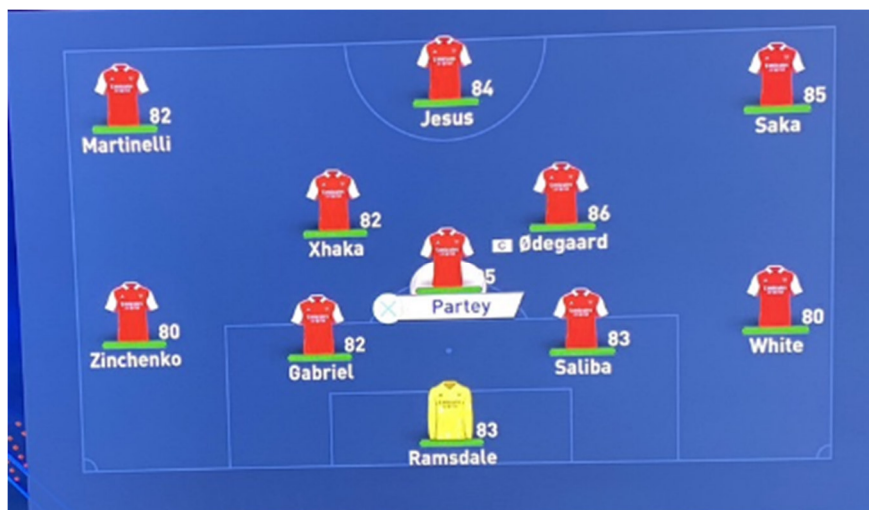 84
Jesus
82
Martinelli
85
Saka
82
Xhaka
86
C Ødegaard
5
Partey
80
Zinchenko
82
Gabriel
83
Saliba
80
White
83
Ramsdale